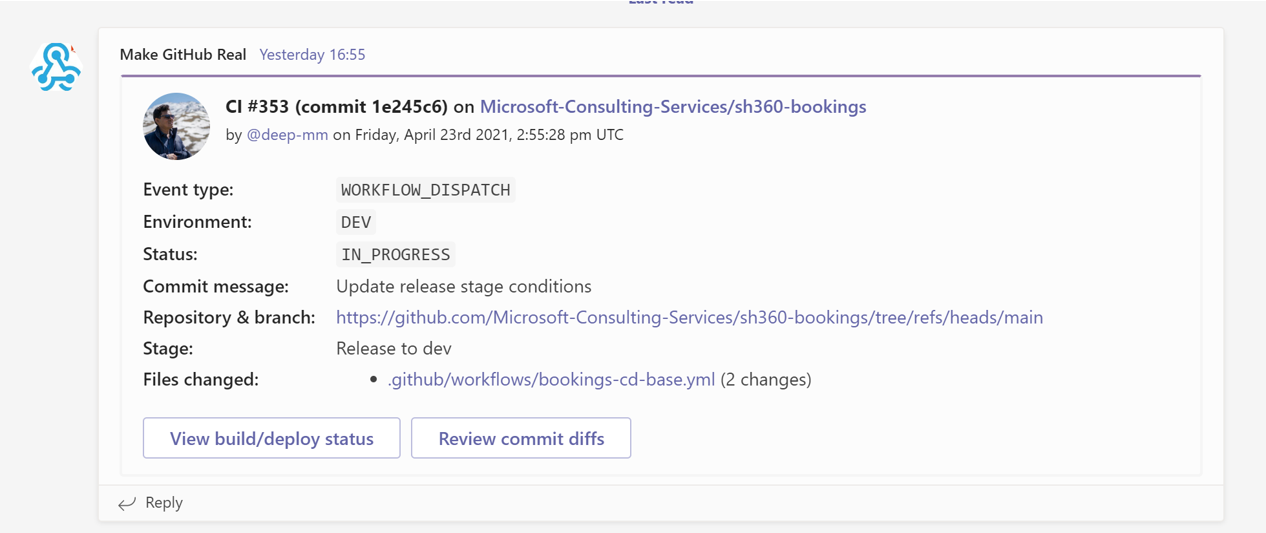 Last read
Make GitHub Real Yesterday 16:55
CI #353 (commit 1e245c6) on Microsoft-Consulting-Services/sh360-bookings
by @deep-mm on Friday, April 23rd 2021, 2:55:28 pm UTC
Event type: WORKFLOW_DISPATCH
Environment: DEV
Status: IN_PROGRESS
Commit message: Update release stage conditions
Repository & branch: https://github.com/Microsoft-Consulting-Services/sh360-bookings/tree/refs/heads/main
Stage: Release to dev
Files changed: • .github/workflows/bookings-cd-base.yml (2 changes)
View build/deploy status Review commit diffs
Reply